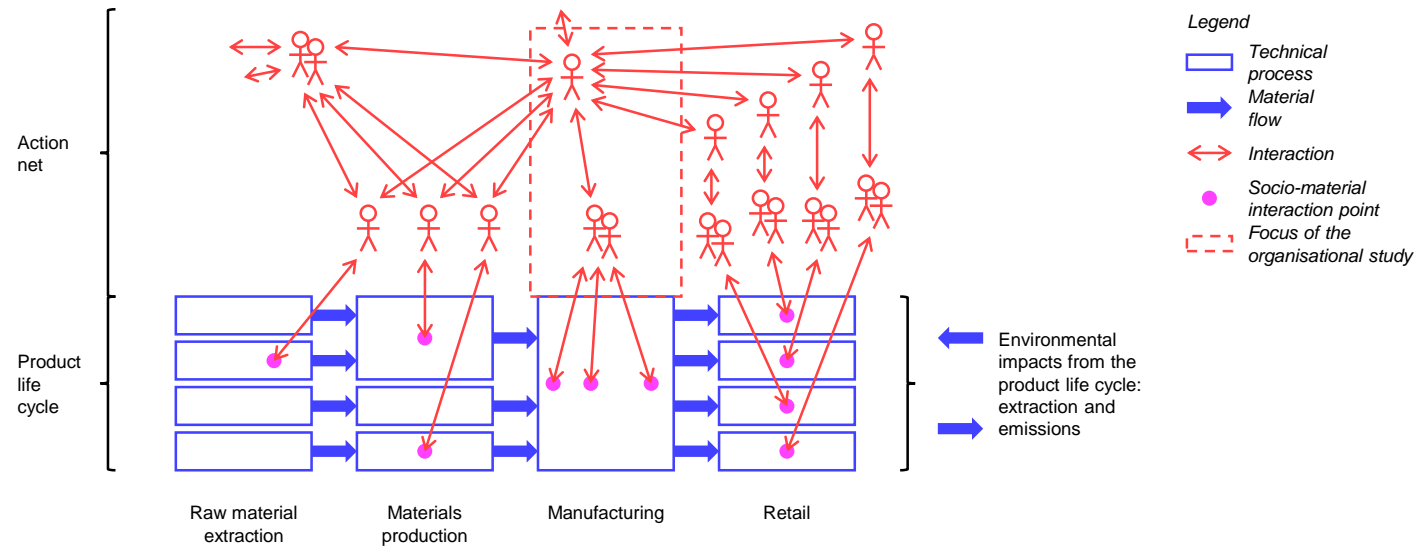 Action
net
Product
life
cycle
Raw material
extraction
Materials
production
Manufacturing
Retail
Environmental
impacts from the
product life cycle:
extraction and
emissions
Legend
Technical
process
Material
flow
Interaction
Socio-material
interaction point
Focus of the
organisational study